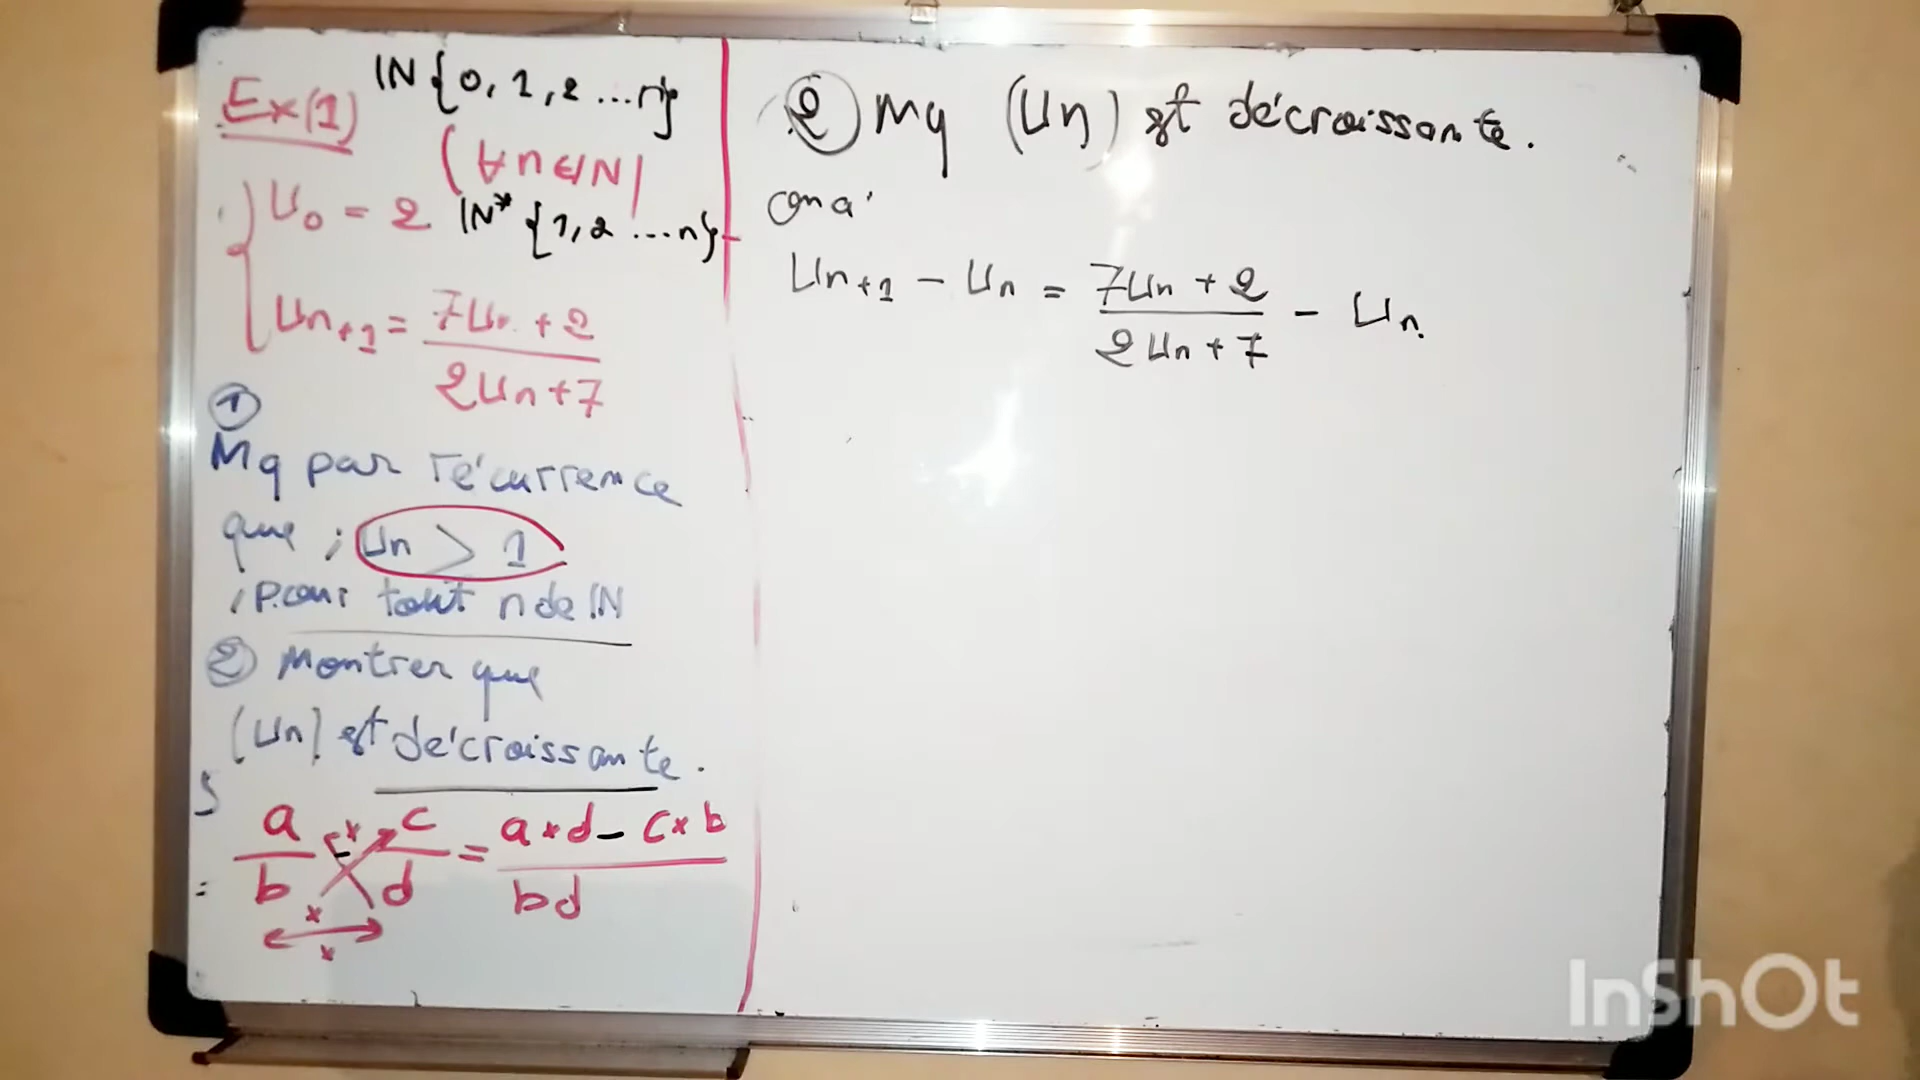 Ex(1) IN{0, 1, 2 ...n}
(∀n∈IN)
U₀ = 2 IN* {1, 2 ...n}
Uₙ₊₁ = 7Uₙ + 2 / 2Uₙ + 7
①
Mq par récurrence
que ; Un > 1
; pour tout n de IN
② Montrer que
(Un) est décroissante.
a/b - c/d = a × d - c × b / bd
② Mq (Un) est décroissante.
on a
Uₙ₊₁ - Uₙ = 7Uₙ + 2 / 2Uₙ + 7 - Uₙ
InShOt